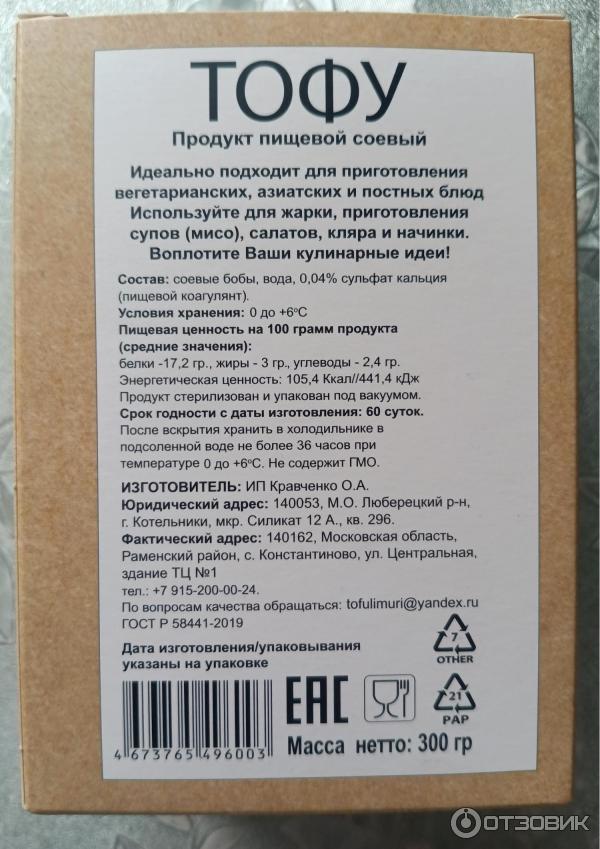 ТОФУ
Продукт пищевой соевый
Идеально подходит для приготовления
вегетарианских, азиатских и постных блюд
Используйте для жарки, приготовления
супов (мисо), салатов, кляра и начинки.
Воплотите Ваши кулинарные идеи!
Состав: соевые бобы, вода, 0,04% сульфат кальция
(пищевой коагулянт).
Условия хранения: 0 до +6°С
Пищевая ценность на 100 грамм продукта
(средние значения):
белки -17,2 гр., жиры - 3 гр., углеводы - 2,4 гр.
Энергетическая ценность: 105,4 Ккал//441,4 кДж
Продукт стерилизован и упакован под вакуумом.
Срок годности с даты изготовления: 60 суток.
После вскрытия хранить в холодильнике в
подсоленной воде не более 36 часов при
температуре 0 до +6°С. Не содержит ГМО.
ИЗГОТОВИТЕЛЬ: ИП Кравченко О.А.
Юридический адрес: 140053, М.О. Люберецкий р-н,
г. Котельники, мкр. Силикат 12 А., кв. 296.
Фактический адрес: 140162, Московская область,
Раменский район, с. Константиново, ул. Центральная,
здание ТЦ №1
тел.: +7 915-200-00-24.
По вопросам качества обращаться: tofulimuri@yandex.ru
ГОСТ Р 58441-2019
Дата изготовления/упаковывания
указаны на упаковке
7
OTHER
21
PAP
EAC
4 673765 496003
Масса нетто: 300 гр
ОТЗОВИК